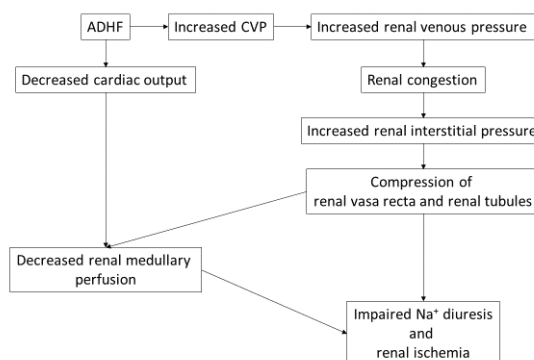 ADHF
Increased CVP
Increased renal venous pressure
Decreased cardiac output
Renal congestion
Increased renal interstitial pressure
Compression of
renal vasa recta and renal tubules
Decreased renal medullary
perfusion
Impaired Na⁺ diuresis
and
renal ischemia